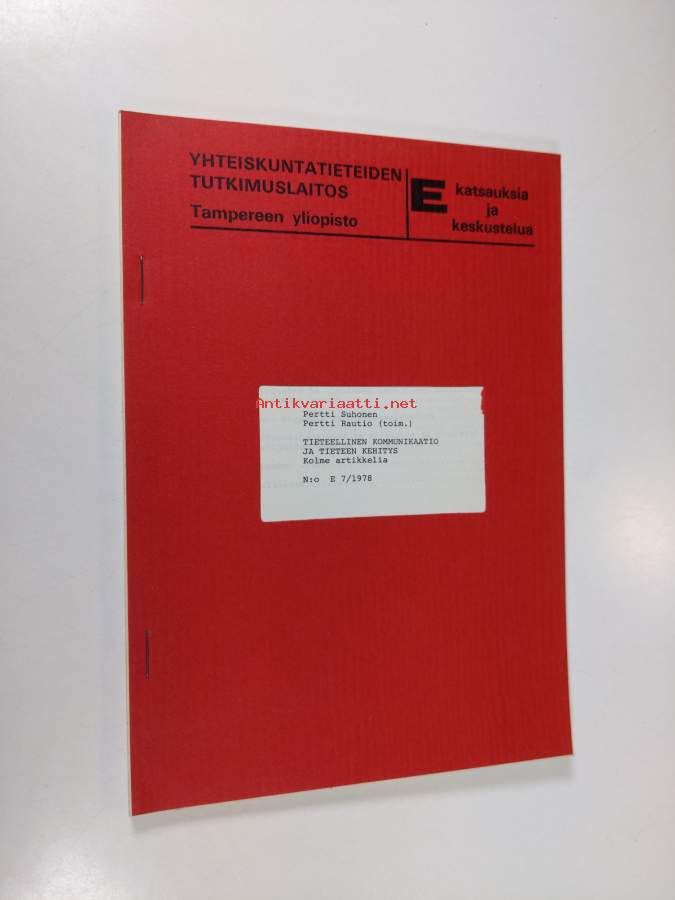 YHTEISKUNTATIETEIDEN
TUTKIMUSLAITOS
Tampereen yliopisto
E
katsauksia
ja
keskustelua
Antikvariaatti.net
Pertti Suhonen
Pertti Rautio (toim.)
TIETEELLINEN KOMMUNIKAATIO
JA TIETEEN KEHITYS
Kolme artikkelia
N:o E 7/1978